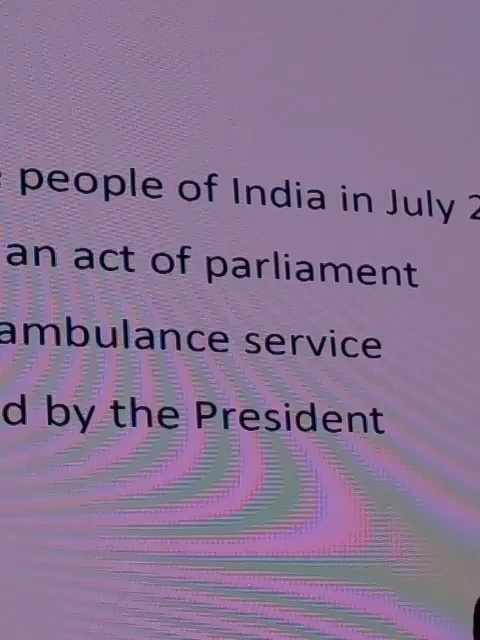 people of India in July
an act of parliament
ambulance service
d by the President